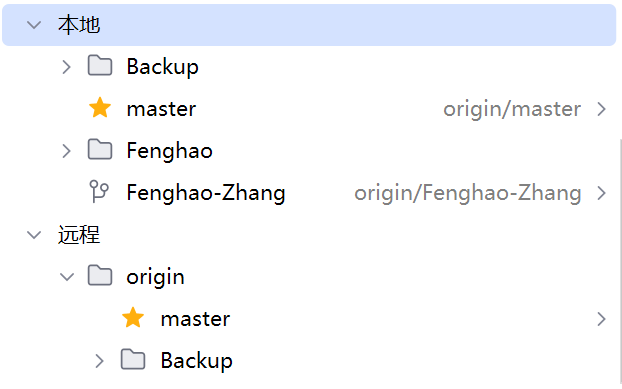 本地
Backup
master origin/master
Fenghao
Fenghao-Zhang origin/Fenghao-Zhang
远程
origin
master
Backup